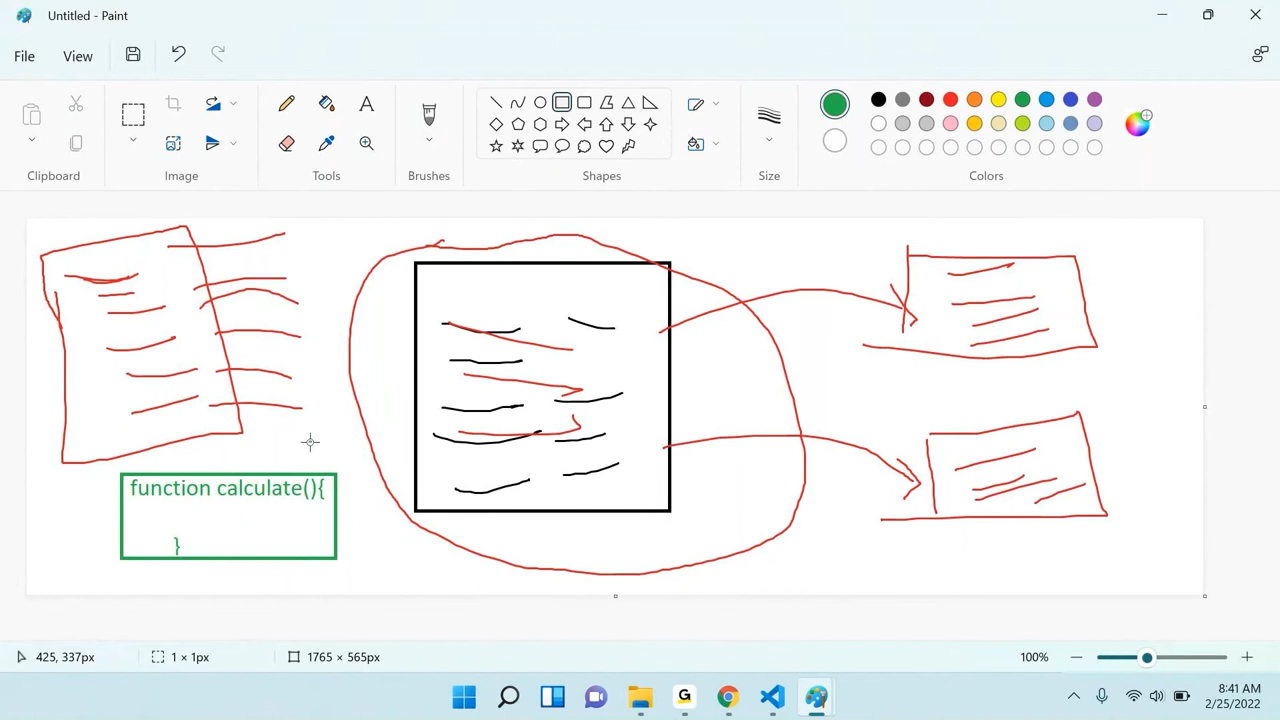 Untitled - Paint
File
View
Clipboard
Image
Tools
Brushes
Shapes
Size
Colors
function calculate(){
}
425, 337px
1 × 1px
1765 × 565px
100%
8:41 AM
2/25/2022